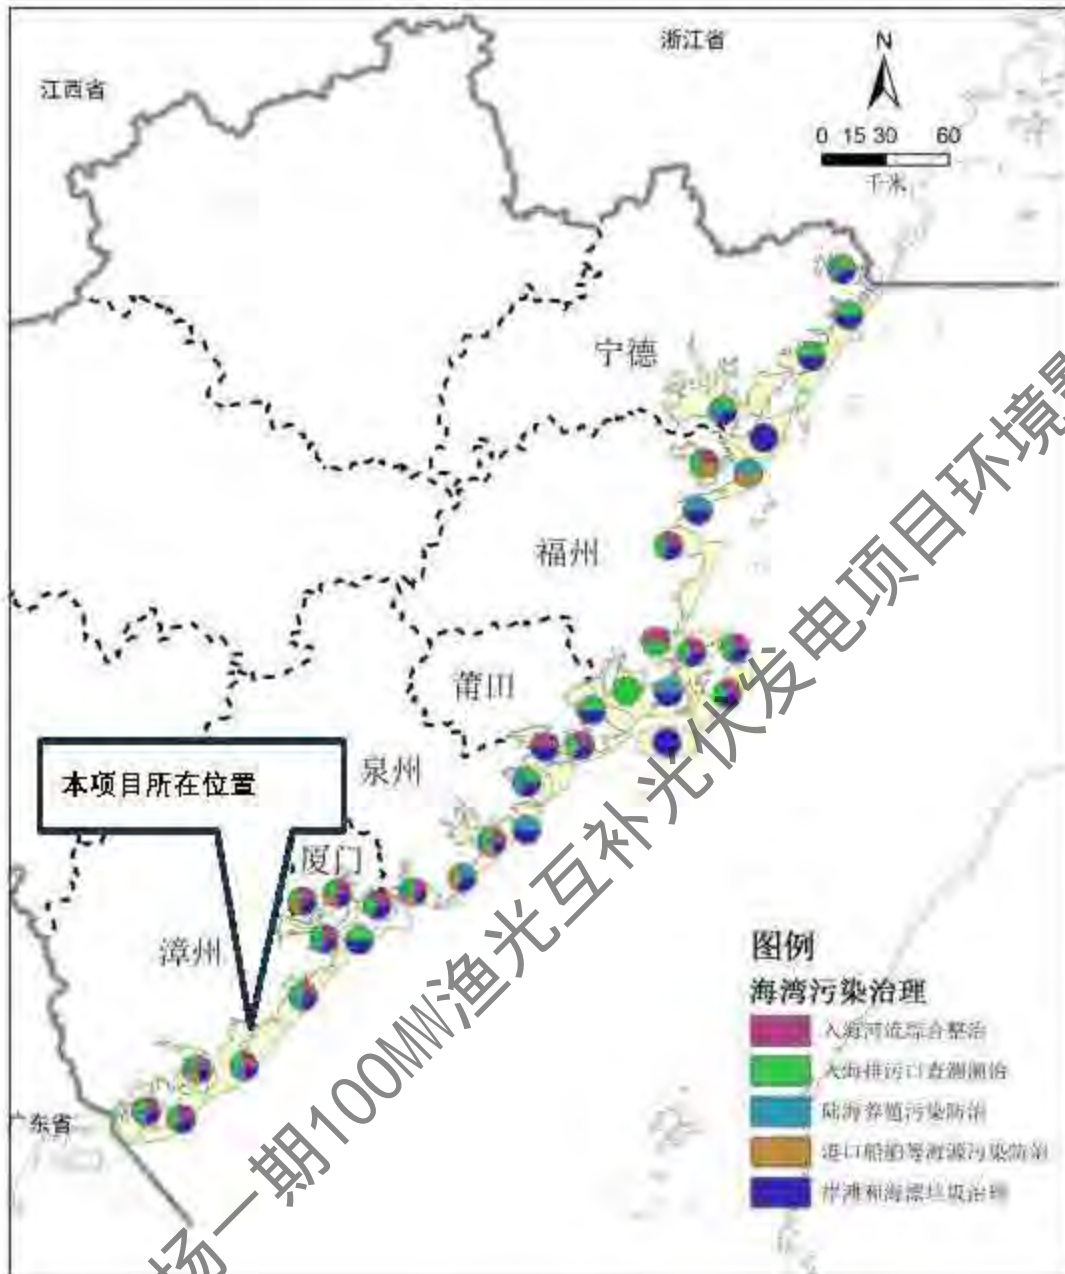 浙江省
N
江西省
0 15 30 60
千米
宁德
福州
莆田
泉州
本项目所在位置
厦门
漳州
广东省
图例
海湾污染治理
入海河流综合整治
入海排污口查测溯治
陆海养殖污染防治
港口船舶等海源污染防治
岸滩和海漂垃圾治理
场一期100MW渔光互补光伏发电项目环境影